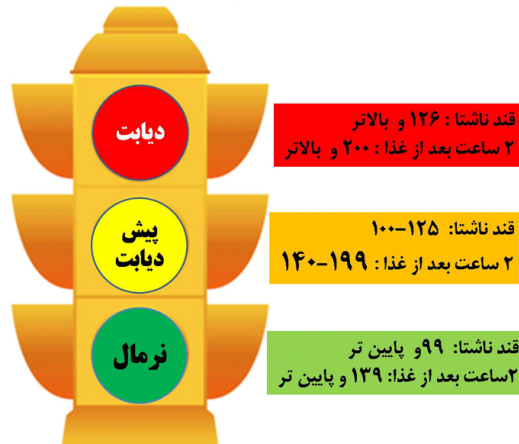 دیابت
قند ناشتا : ۱۲۶ و بالاتر
۲ ساعت بعد از غذا : ۲۰۰ و بالاتر
پیش
دیابت
قند ناشتا: ۱۲۵-۱۰۰
۲ ساعت بعد از غذا : ۱۹۹-۱۴۰
نرمال
قند ناشتا: ۹۹و پایین تر
۲ساعت بعد از غذا: ۱۳۹ و پایین تر